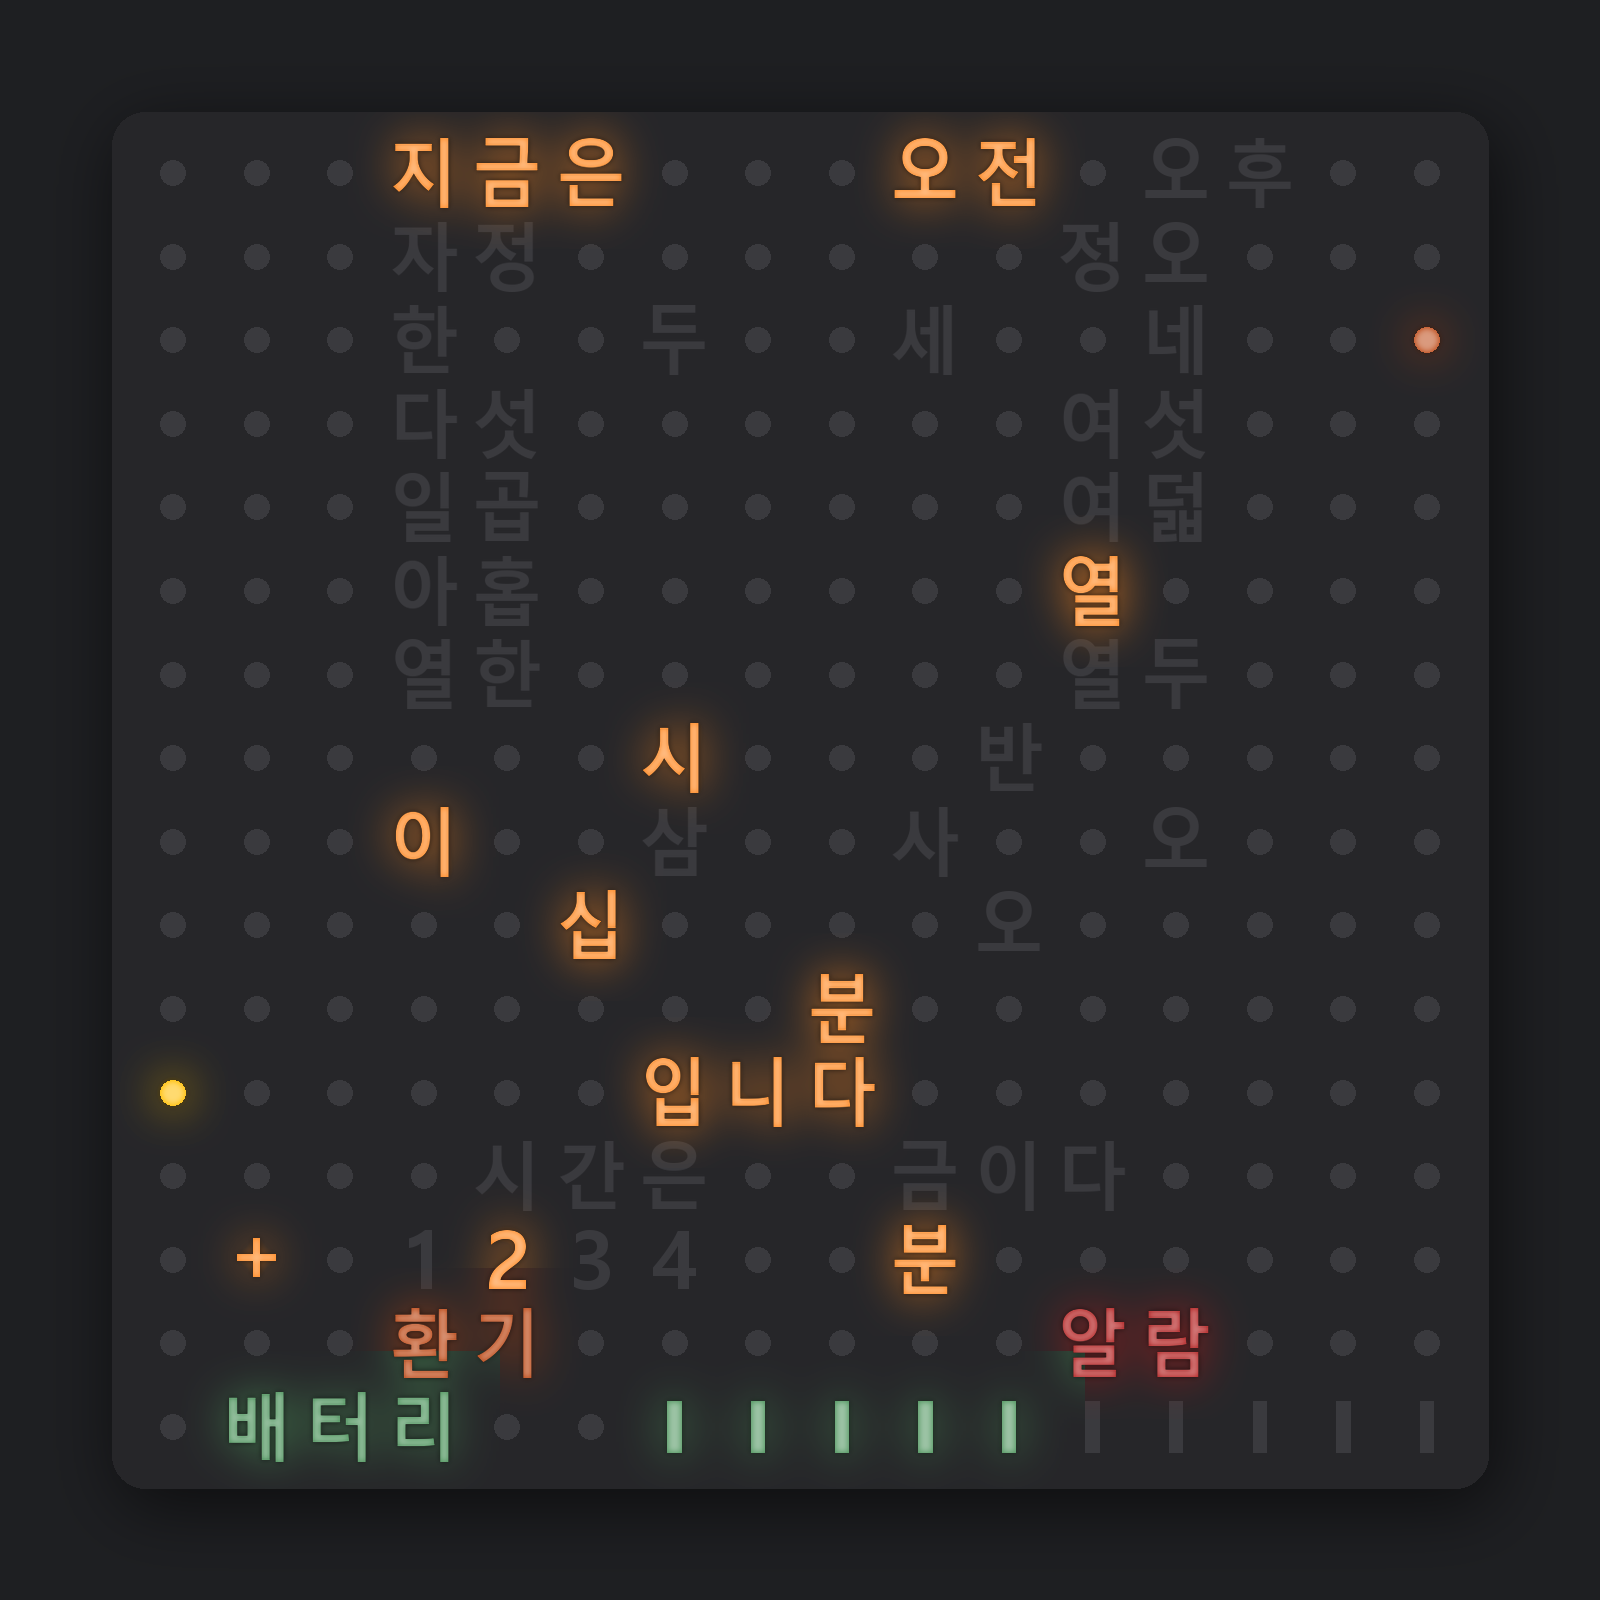 지금은 오전 오후
자정 정오
한 두 세 네
다섯 여섯
일곱 여덟
아홉 열
열한 열두
시 반
이 삼 사 오
십 오
분
입니다
시간은 금이다
+ 1 2 3 4 분
환기 알람
배터리